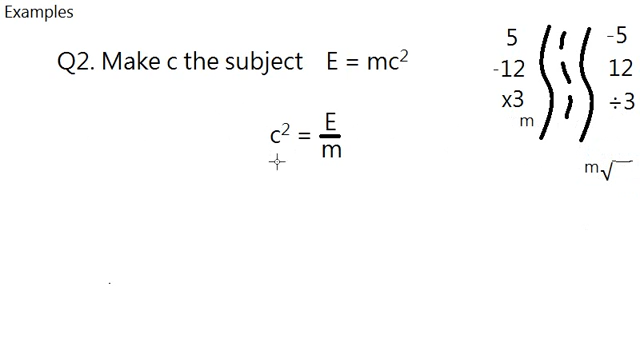 Examples
Q2. Make c the subject E = mc²
c² = E/m
5 -5
-12 12
x3 ÷3
m m√